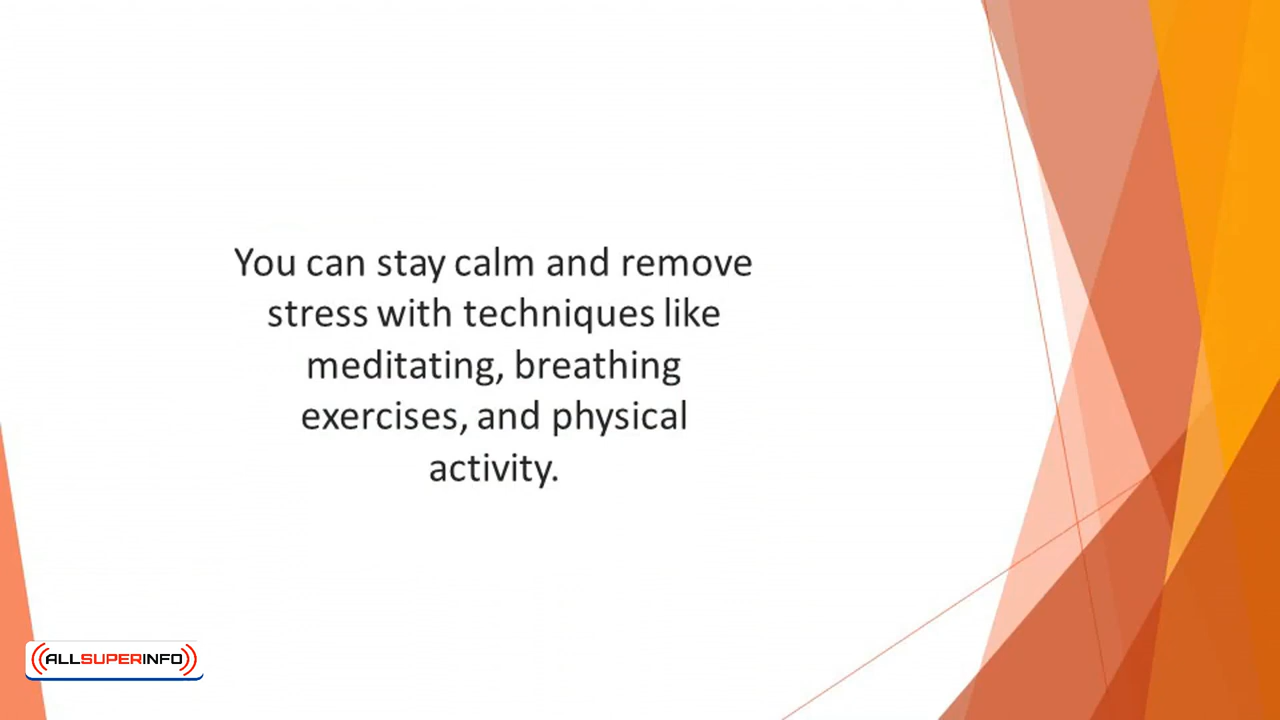 You can stay calm and remove
stress with techniques like
meditating, breathing
exercises, and physical
activity.
ALLSUPERINFO